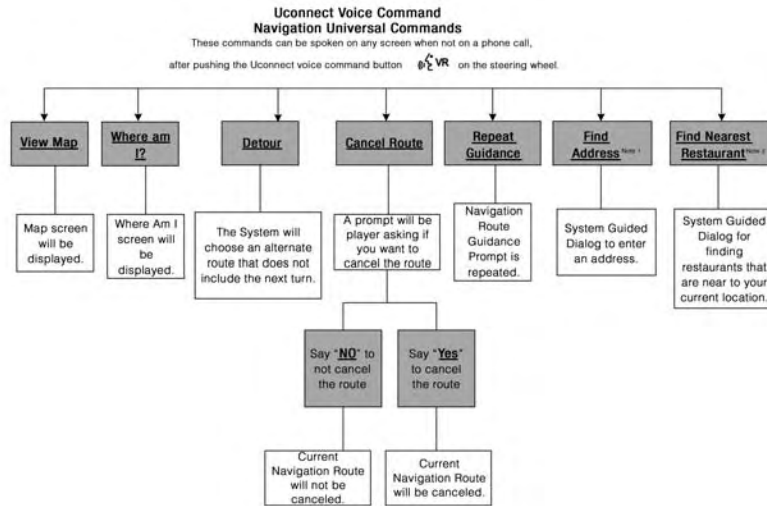 Uconnect Voice Command
Navigation Universal Commands
These commands can be spoken on any screen when not on a phone call,
after pushing the Uconnect voice command button VR on the steering wheel.
View Map
Where am
I?
Detour
Cancel Route
Repeat
Guidance
Find
Address Note 1
Find Nearest
Restaurant Note 2
Map screen
will be
displayed.
Where Am I
screen will
be
displayed.
The System will
choose an alternate
route that does not
include the next turn.
A prompt will be
player asking if
you want to
cancel the route
Navigation
Route
Guidance
Prompt is
repeated.
System Guided
Dialog to enter
an address.
System Guided
Dialog for
finding
restaurants that
are near to your
current location.
Say "NO" to
not cancel
the route
Say "Yes"
to cancel
the route
Current
Navigation Route
will not be
canceled.
Current
Navigation Route
will be canceled.